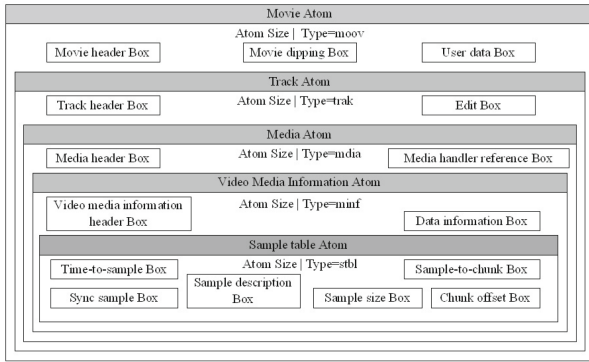 Movie Atom
Atom Size | Type=moov
Movie header Box
Movie dipping Box
User data Box
Track Atom
Track header Box
Atom Size | Type=trak
Edit Box
Media Atom
Media header Box
Atom Size | Type=mdia
Media handler reference Box
Video Media Information Atom
Video media information
header Box
Atom Size | Type=minf
Data information Box
Sample table Atom
Time-to-sample Box
Atom Size | Type=stbl
Sample-to-chunk Box
Sync sample Box
Sample description
Box
Sample size Box
Chunk offset Box